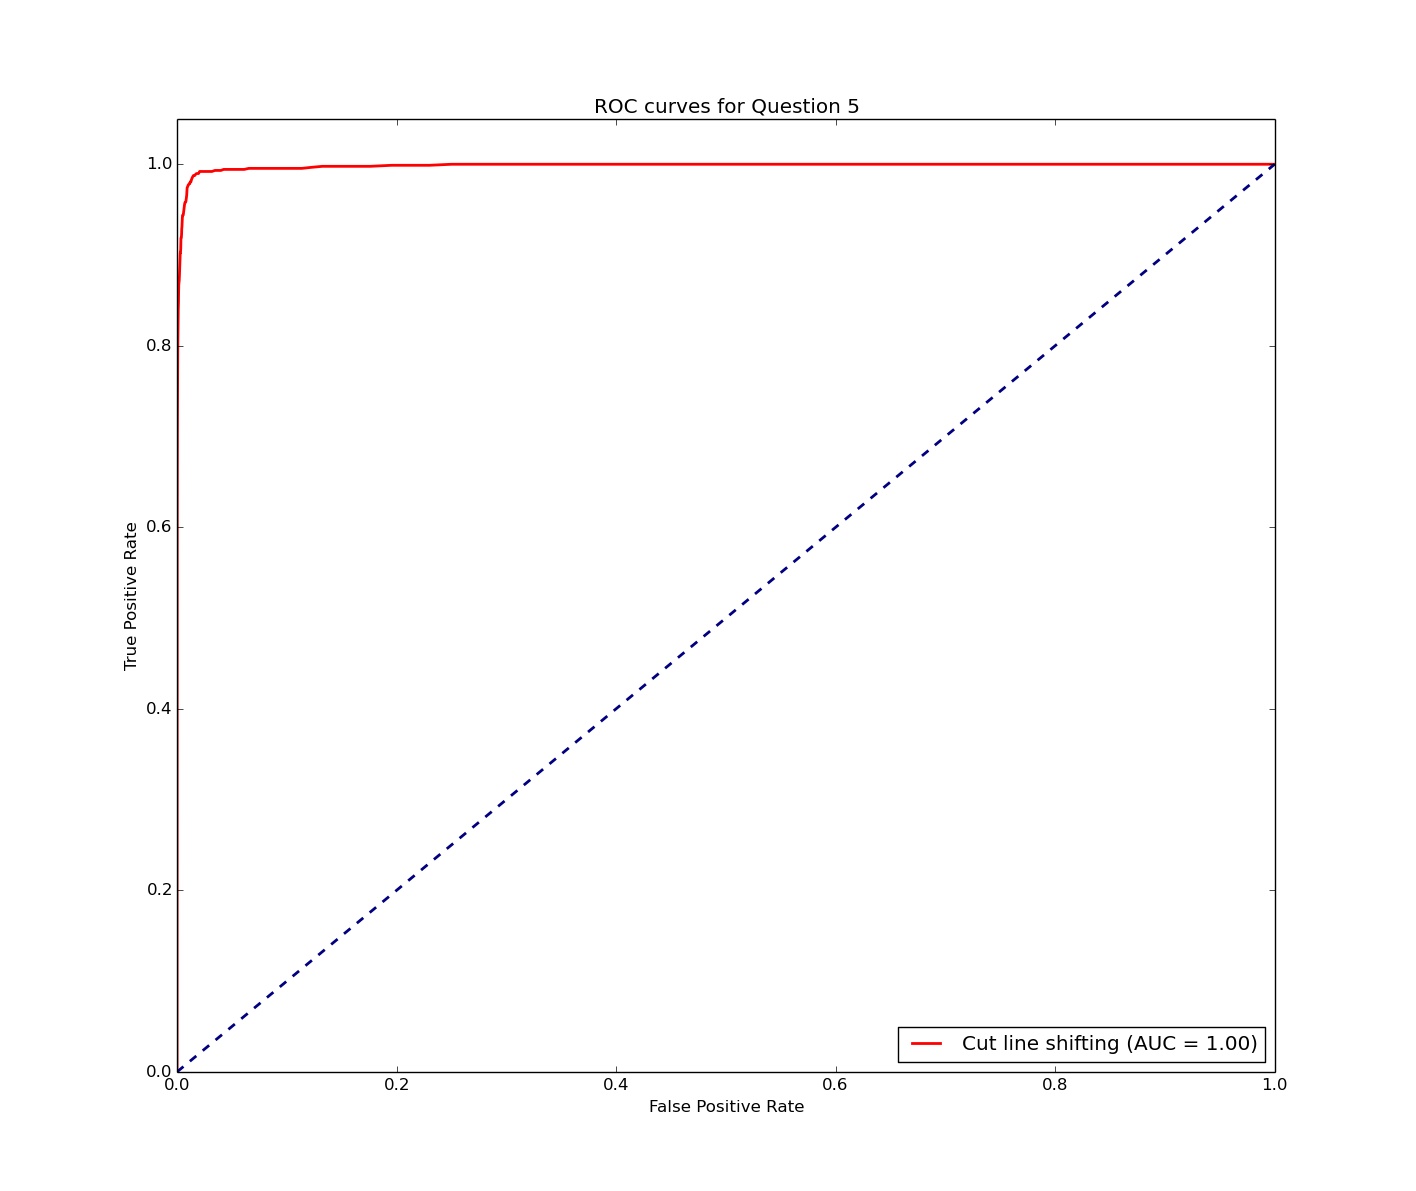 ROC curves for Question 5
1.0
0.8
0.6
0.4
0.2
0.0
True Positive Rate
0.0 0.2 0.4 0.6 0.8 1.0
False Positive Rate
Cut line shifting (AUC = 1.00)